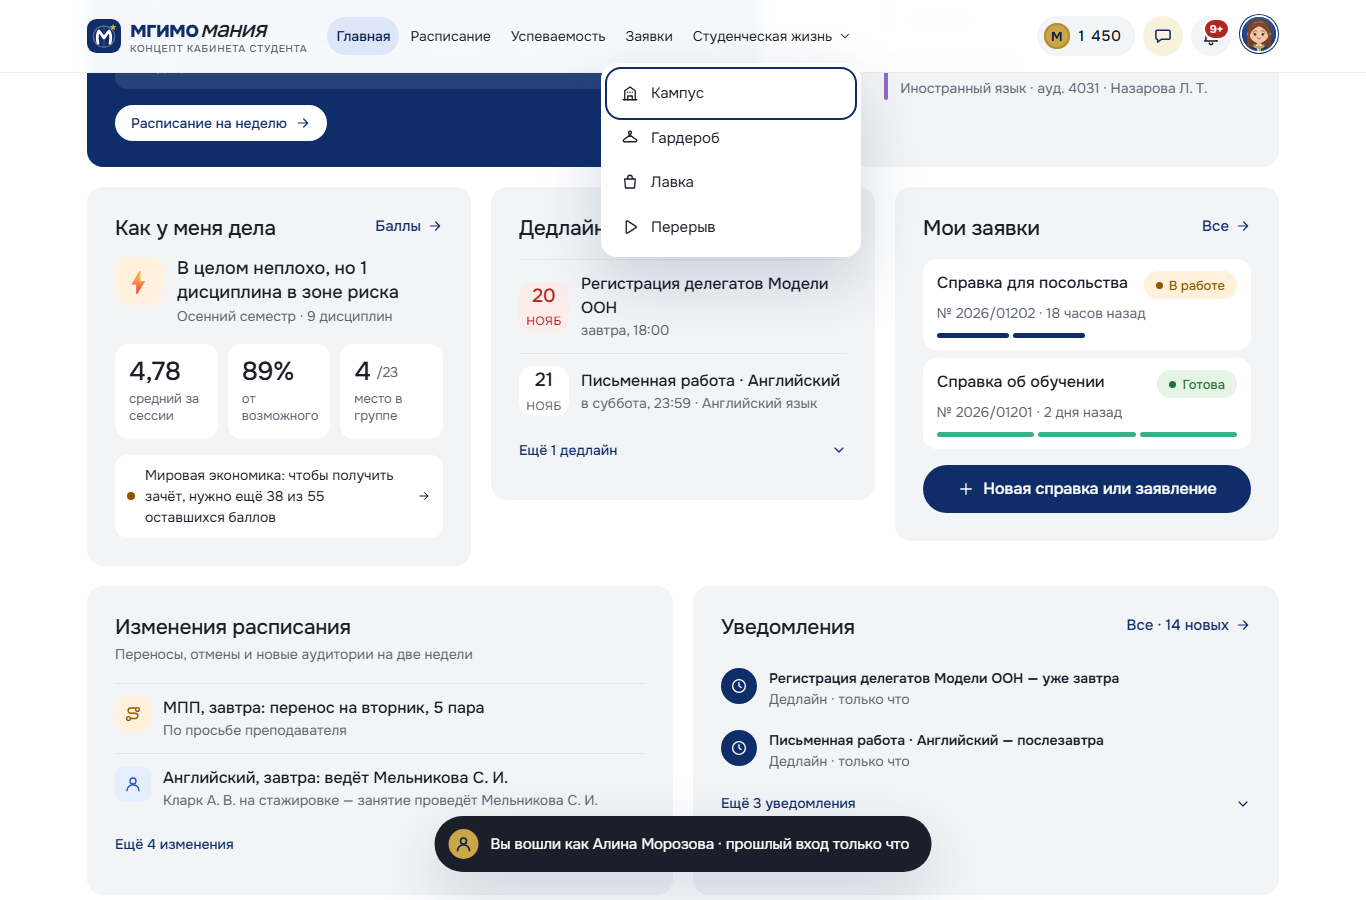 МГИМО МАНИЯ
КОНЦЕПТ КАБИНЕТА СТУДЕНТА
Главная
Расписание
Успеваемость
Заявки
Студенческая жизнь
М 1 450
9+
Кампус
Гардероб
Лавка
Перерыв
Расписание на неделю
Иностранный язык · ауд. 4031 · Назарова Л. Т.
Как у меня дела
Баллы
В целом неплохо, но 1
дисциплина в зоне риска
Осенний семестр · 9 дисциплин
4,78
средний за
сессии
89%
от
возможного
4 /23
место в
группе
Мировая экономика: чтобы получить
зачёт, нужно ещё 38 из 55
оставшихся баллов
20
НОЯБ
Регистрация делегатов Модели
ООН
завтра, 18:00
21
НОЯБ
Письменная работа · Английский
в суббота, 23:59 · Английский язык
Ещё 1 дедлайн
Мои заявки
Все
Справка для посольства
В работе
№ 2026/01202 · 18 часов назад
Справка об обучении
Готова
№ 2026/01201 · 2 дня назад
Новая справка или заявление
Изменения расписания
Переносы, отмены и новые аудитории на две недели
МПП, завтра: перенос на вторник, 5 пара
По просьбе преподавателя
Английский, завтра: ведёт Мельникова С. И.
Кларк А. В. на стажировке — занятие проведёт Мельникова С. И.
Ещё 4 изменения
Уведомления
Все · 14 новых
Регистрация делегатов Модели ООН — уже завтра
Дедлайн · только что
Письменная работа · Английский — послезавтра
Дедлайн · только что
Ещё 3 уведомления
Вы вошли как Алина Морозова · прошлый вход только что